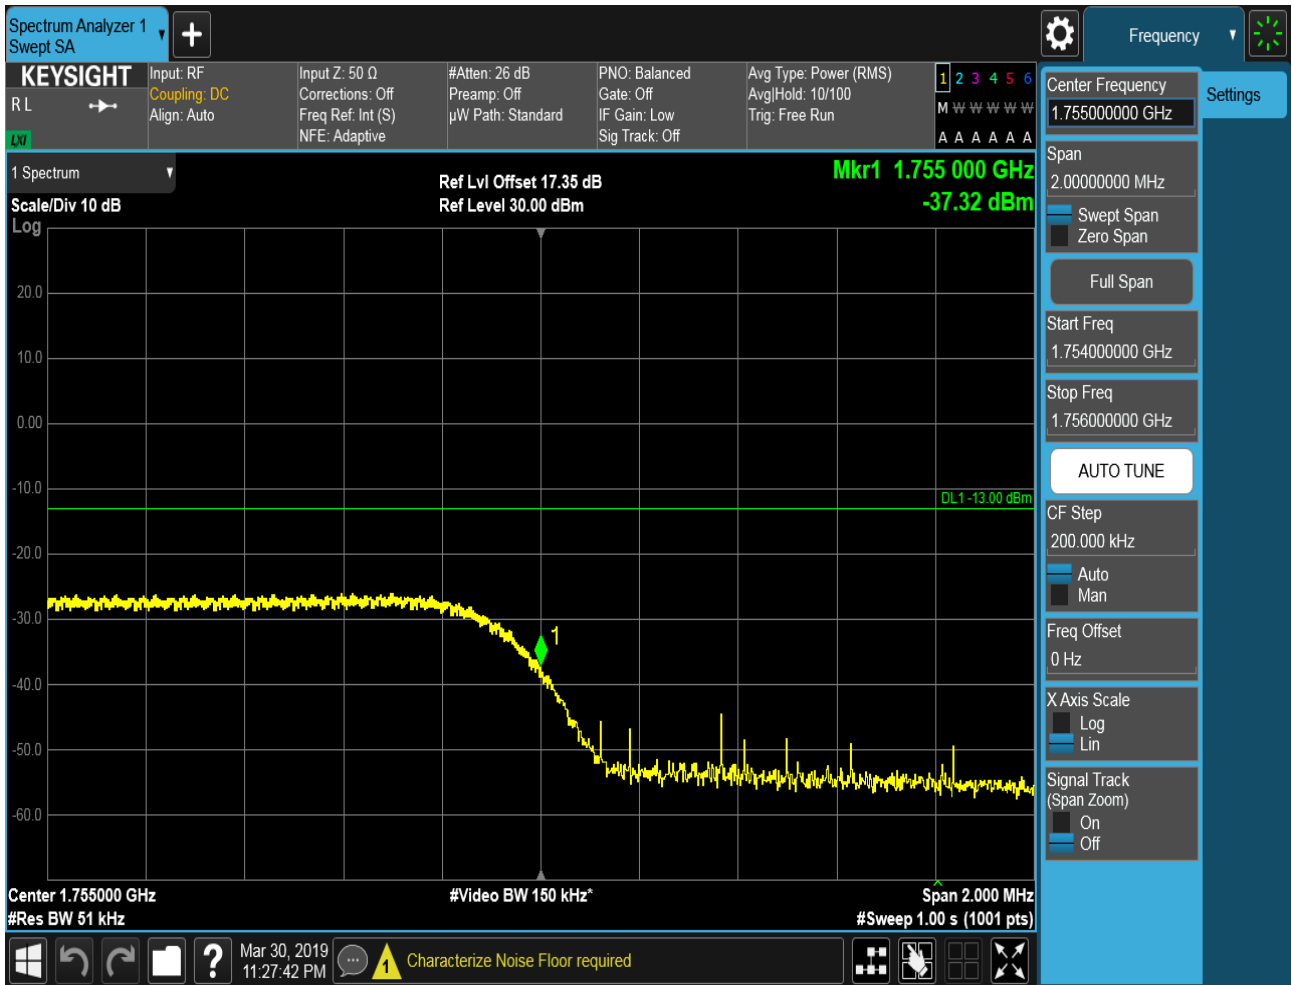 Spectrum Analyzer 1
Swept SA
Frequency
KEYSIGHT
R L
LXI
Input: RF
Coupling: DC
Align: Auto
Input Z: 50 Ω
Corrections: Off
Freq Ref: Int (S)
NFE: Adaptive
#Atten: 26 dB
Preamp: Off
µW Path: Standard
PNO: Balanced
Gate: Off
IF Gain: Low
Sig Track: Off
Avg Type: Power (RMS)
Avg|Hold: 10/100
Trig: Free Run
1 2 3 4 5 6
M W W W W W
A A A A A A
Center Frequency
1.755000000 GHz
Settings
Span
2.00000000 MHz
Swept Span
Zero Span
Full Span
Start Freq
1.754000000 GHz
Stop Freq
1.756000000 GHz
AUTO TUNE
CF Step
200.000 kHz
Auto
Man
Freq Offset
0 Hz
X Axis Scale
Log
Lin
Signal Track
(Span Zoom)
On
Off
1 Spectrum
Scale/Div 10 dB
Log
Ref Lvl Offset 17.35 dB
Ref Level 30.00 dBm
Mkr1 1.755 000 GHz
-37.32 dBm
20.0
10.0
0.00
-10.0
DL1 -13.00 dBm
-20.0
-30.0
1
-40.0
-50.0
-60.0
Center 1.755000 GHz
#Video BW 150 kHz*
Span 2.000 MHz
#Res BW 51 kHz
#Sweep 1.00 s (1001 pts)
?
Mar 30, 2019
11:27:42 PM
1
Characterize Noise Floor required